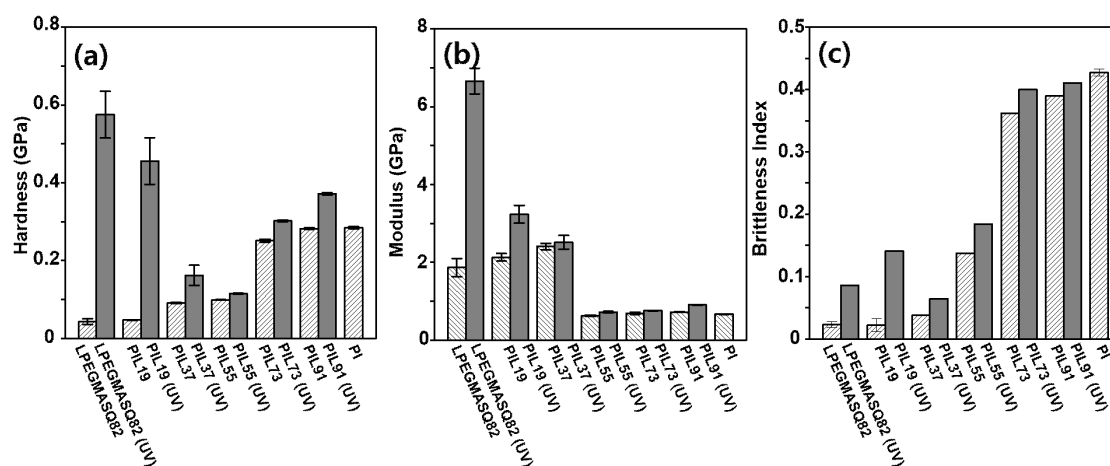 (a)
Hardness (GPa)
0.8
0.6
0.4
0.2
0
LPEGMASQ82
LPEGMASQ82 (UV)
PIL19
PIL19 (UV)
PIL37
PIL37 (UV)
PIL55
PIL55 (UV)
PIL73
PIL73 (UV)
PIL91
PIL91 (UV)
PI
(b)
Modulus (GPa)
8
6
4
2
0
LPEGMASQ82
LPEGMASQ82 (UV)
PIL19
PIL19 (UV)
PIL37
PIL37 (UV)
PIL55
PIL55 (UV)
PIL73
PIL73 (UV)
PIL91
PIL91 (UV)
PI
(c)
Brittleness Index
0.5
0.4
0.3
0.2
0.1
0
LPEGMASQ82
LPEGMASQ82 (UV)
PIL19
PIL19 (UV)
PIL37
PIL37 (UV)
PIL55
PIL55 (UV)
PIL73
PIL73 (UV)
PIL91
PIL91 (UV)
PI